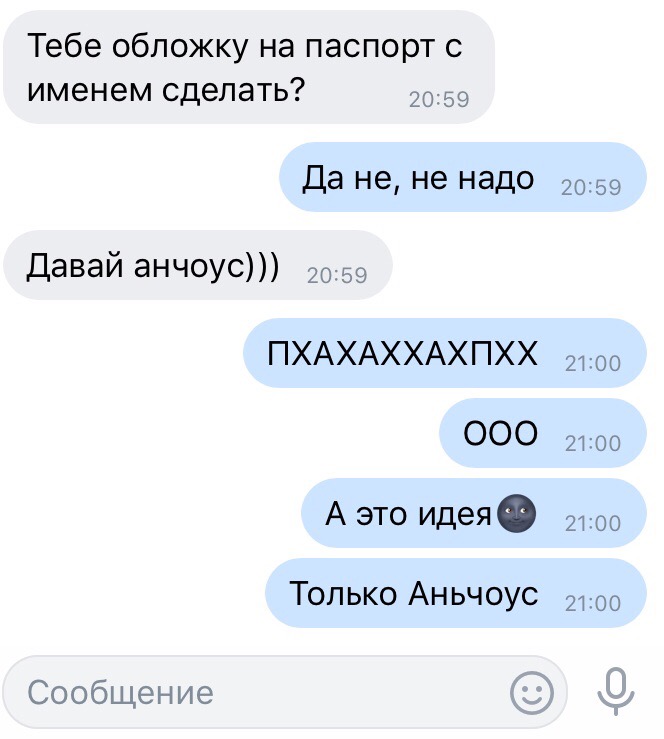 Тебе обложку на паспорт с
именем сделать? 20:59
Да не, не надо 20:59
Давай анчоус))) 20:59
ПХАХАХХАХПХХ 21:00
ООО 21:00
А это идея🌚 21:00
Только Аньчоус 21:00
Сообщение